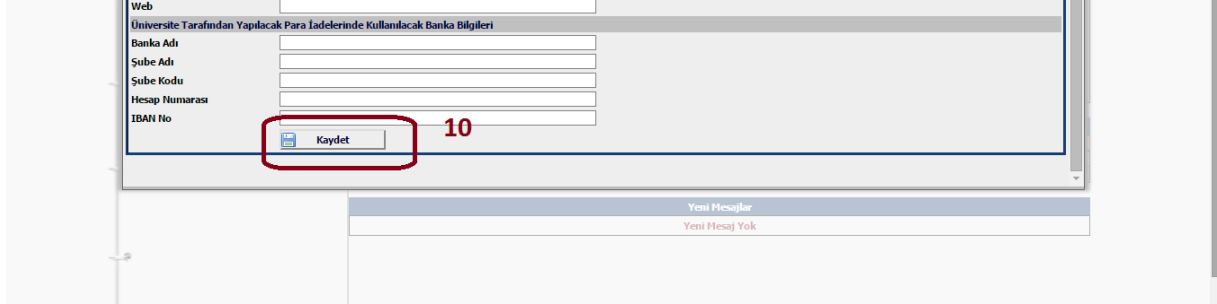 Web
Üniversite Tarafından Yapılacak Para İadelerinde Kullanılacak Banka Bilgileri
Banka Adı
Şube Adı
Şube Kodu
Hesap Numarası
IBAN No
Kaydet
10
Yeni Mesajlar
Yeni Mesaj Yok